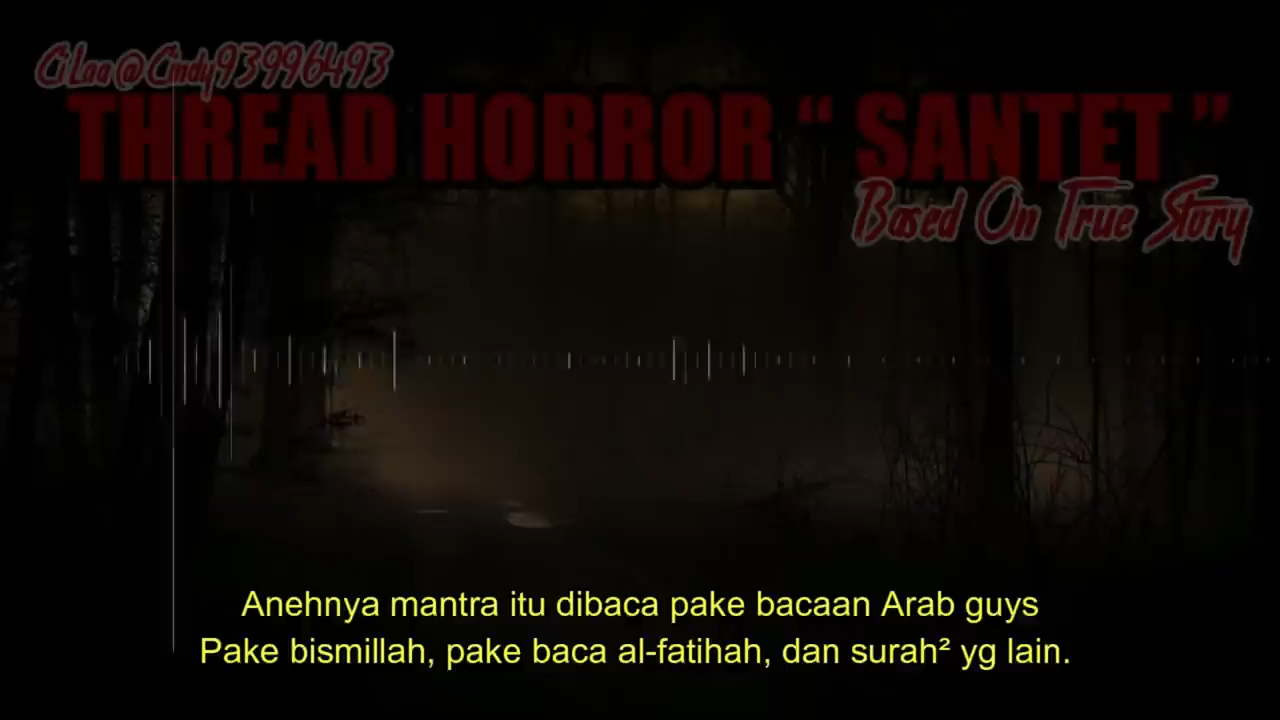 Ci Laa@Cindy93996493
THREAD HORROR “ SANTET ”
Based On True Story
Anehnya mantra itu dibaca pake bacaan Arab guys
Pake bismillah, pake baca al-fatihah, dan surah² yg lain.